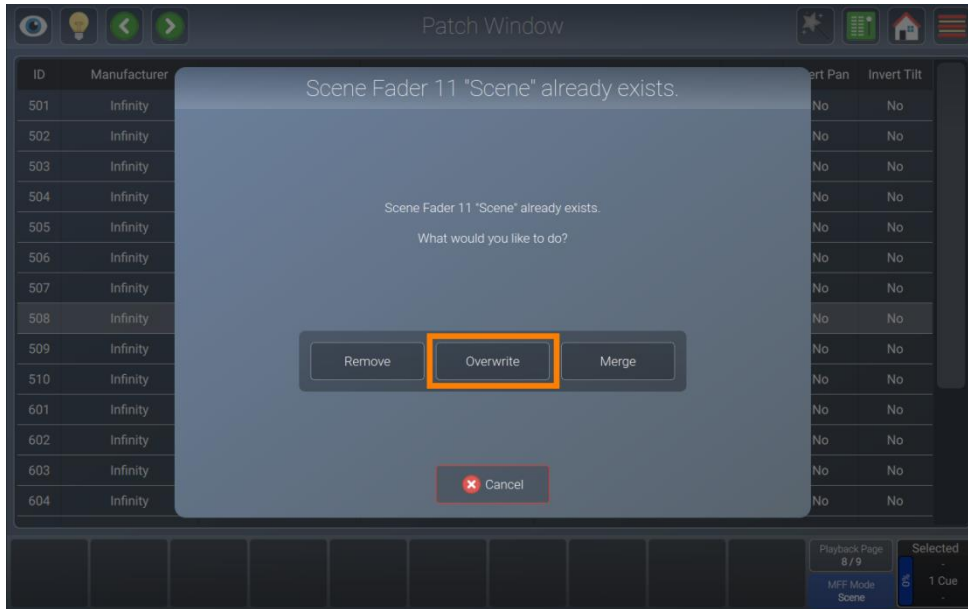 Patch Window
ID Manufacturer Invert Tilt
Scene Fader 11 "Scene" already exists.
501 Infinity No No
502 Infinity No No
503 Infinity No No
504 Infinity No No
Scene Fader 11 "Scene" already exists.
505 Infinity No No
What would you like to do?
506 Infinity No No
507 Infinity No No
508 Infinity No No
509 Infinity No No
Remove Overwrite Merge
510 Infinity No No
601 Infinity No No
602 Infinity No No
603 Infinity No No
Cancel
604 Infinity No No
Playback Page Selected
8/9 -
MFF Mode 0% 1 Cue
Scene -